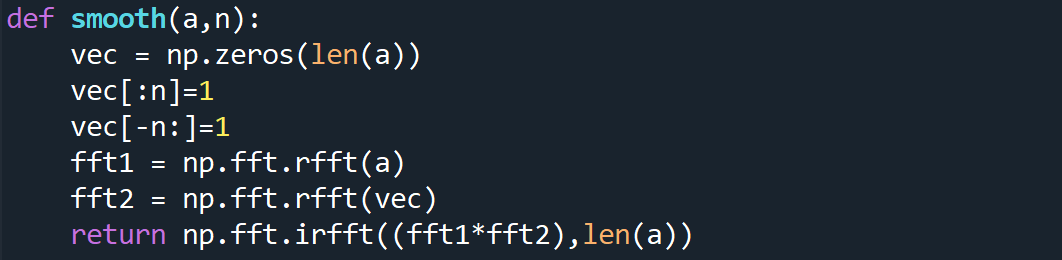 def smooth(a,n):
    vec = np.zeros(len(a))
    vec[:n]=1
    vec[-n:]=1
    fft1 = np.fft.rfft(a)
    fft2 = np.fft.rfft(vec)
    return np.fft.irfft((fft1*fft2),len(a))